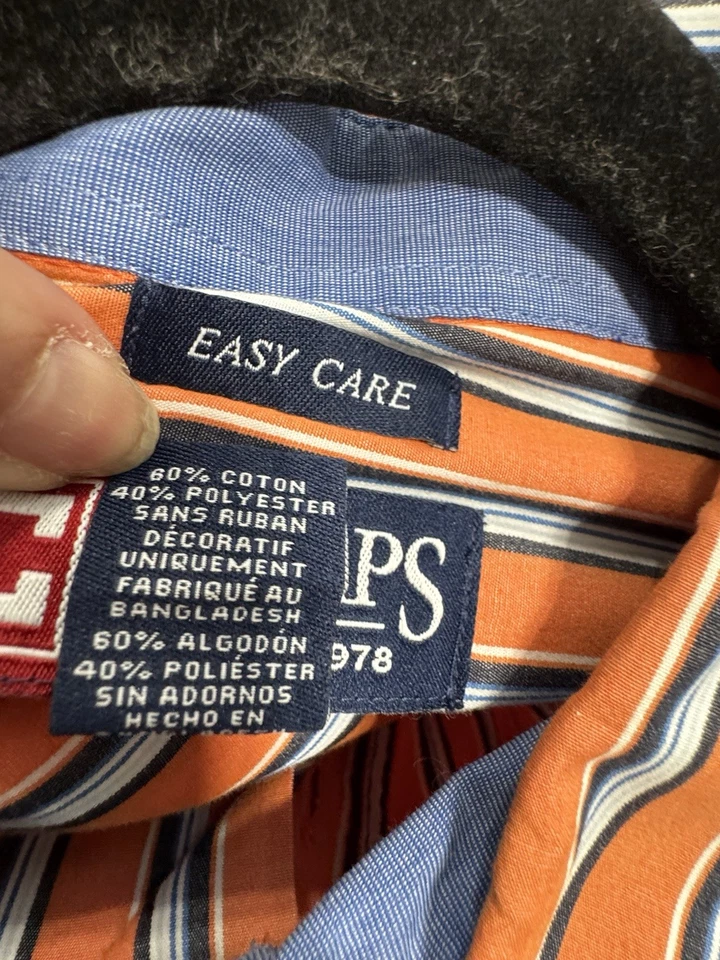 EASY CARE
60% COTON
40% POLYESTER
SANS RUBAN
DÉCORATIF
UNIQUEMENT
FABRIQUÉ AU
BANGLADESH
60% ALGODÓN
40% POLIÉSTER
SIN ADORNOS
HECHO EN
PS
978